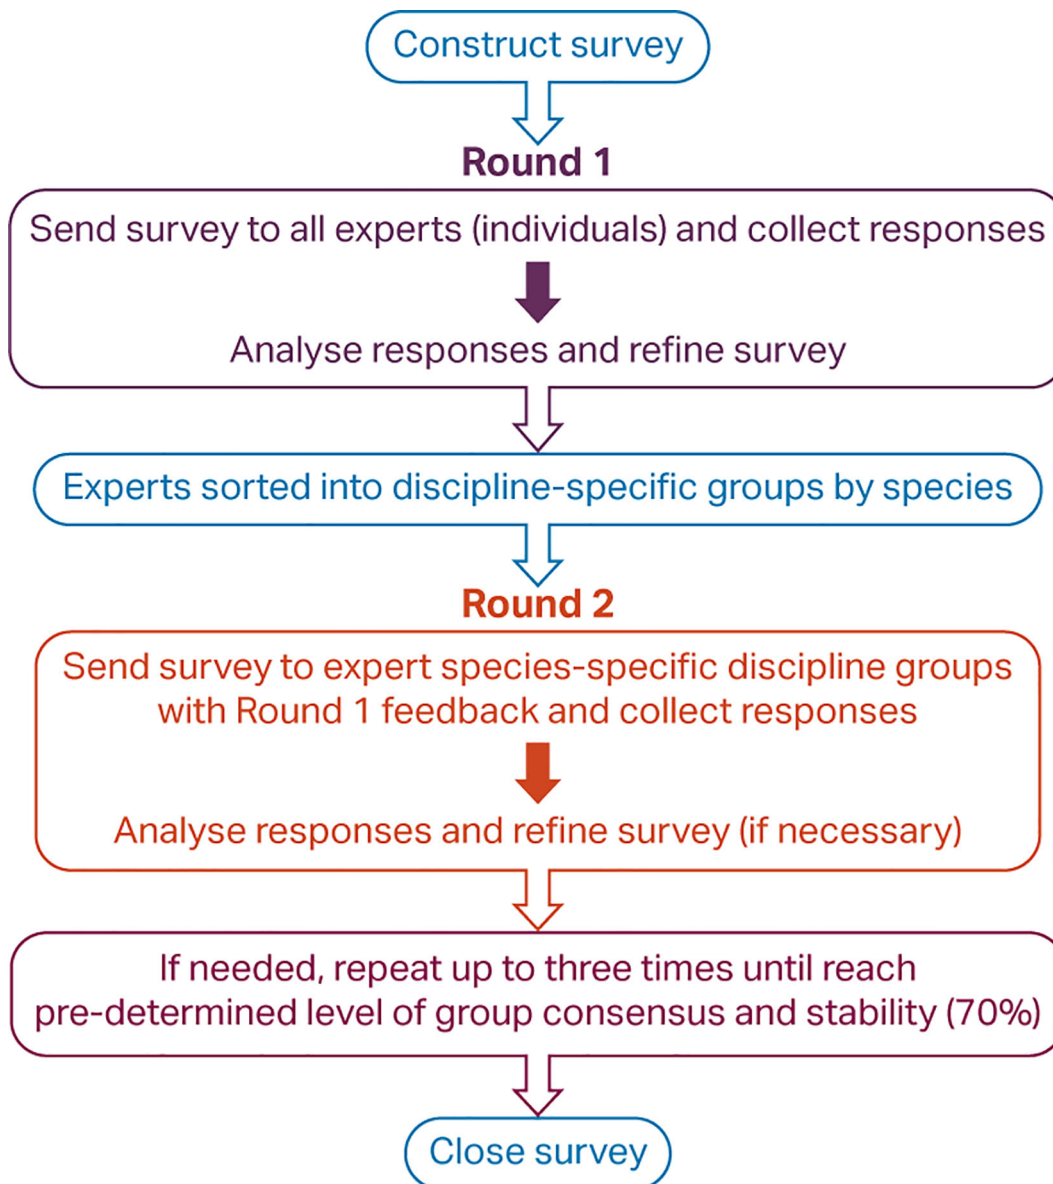 Construct survey
Round 1
Send survey to all experts (individuals) and collect responses
Analyse responses and refine survey
Experts sorted into discipline-specific groups by species
Round 2
Send survey to expert species-specific discipline groups
with Round 1 feedback and collect responses
Analyse responses and refine survey (if necessary)
If needed, repeat up to three times until reach
pre-determined level of group consensus and stability (70%)
Close survey